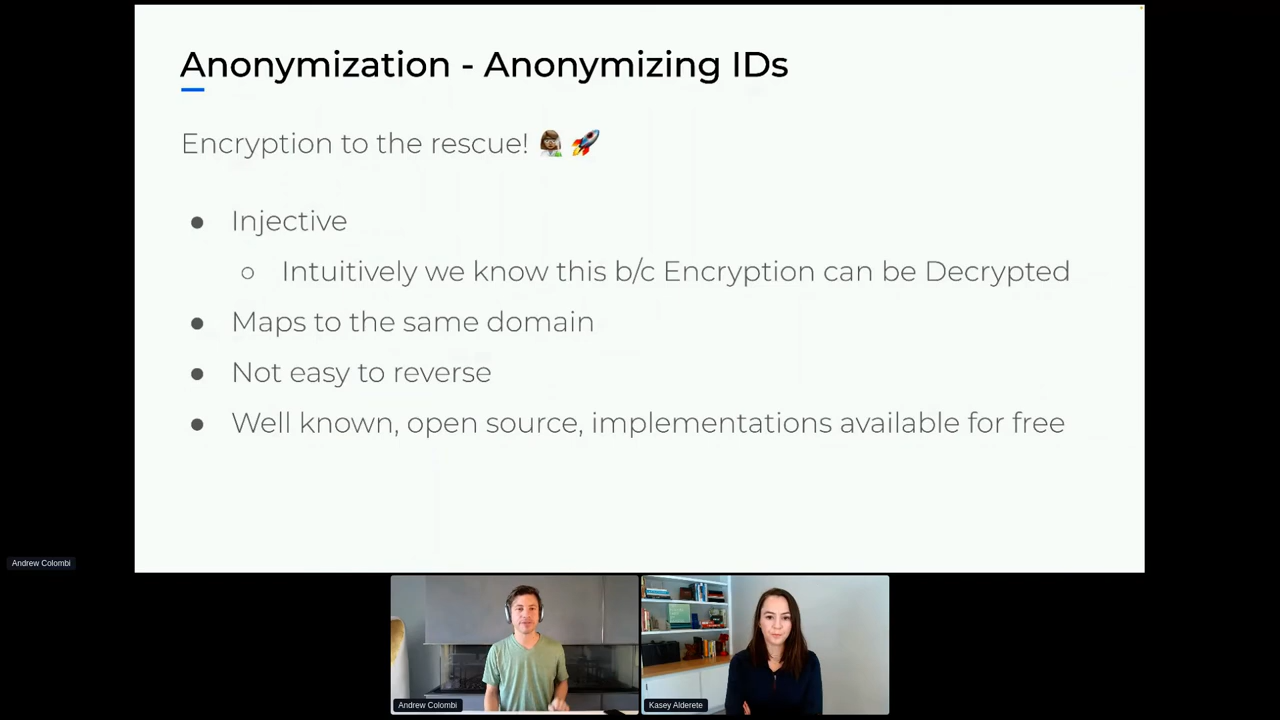 Anonymization - Anonymizing IDs
Encryption to the rescue! 👩🏾‍🔬 🚀
● Injective
○ Intuitively we know this b/c Encryption can be Decrypted
● Maps to the same domain
● Not easy to reverse
● Well known, open source, implementations available for free
Andrew Colombi
Andrew Colombi
Kasey Alderete